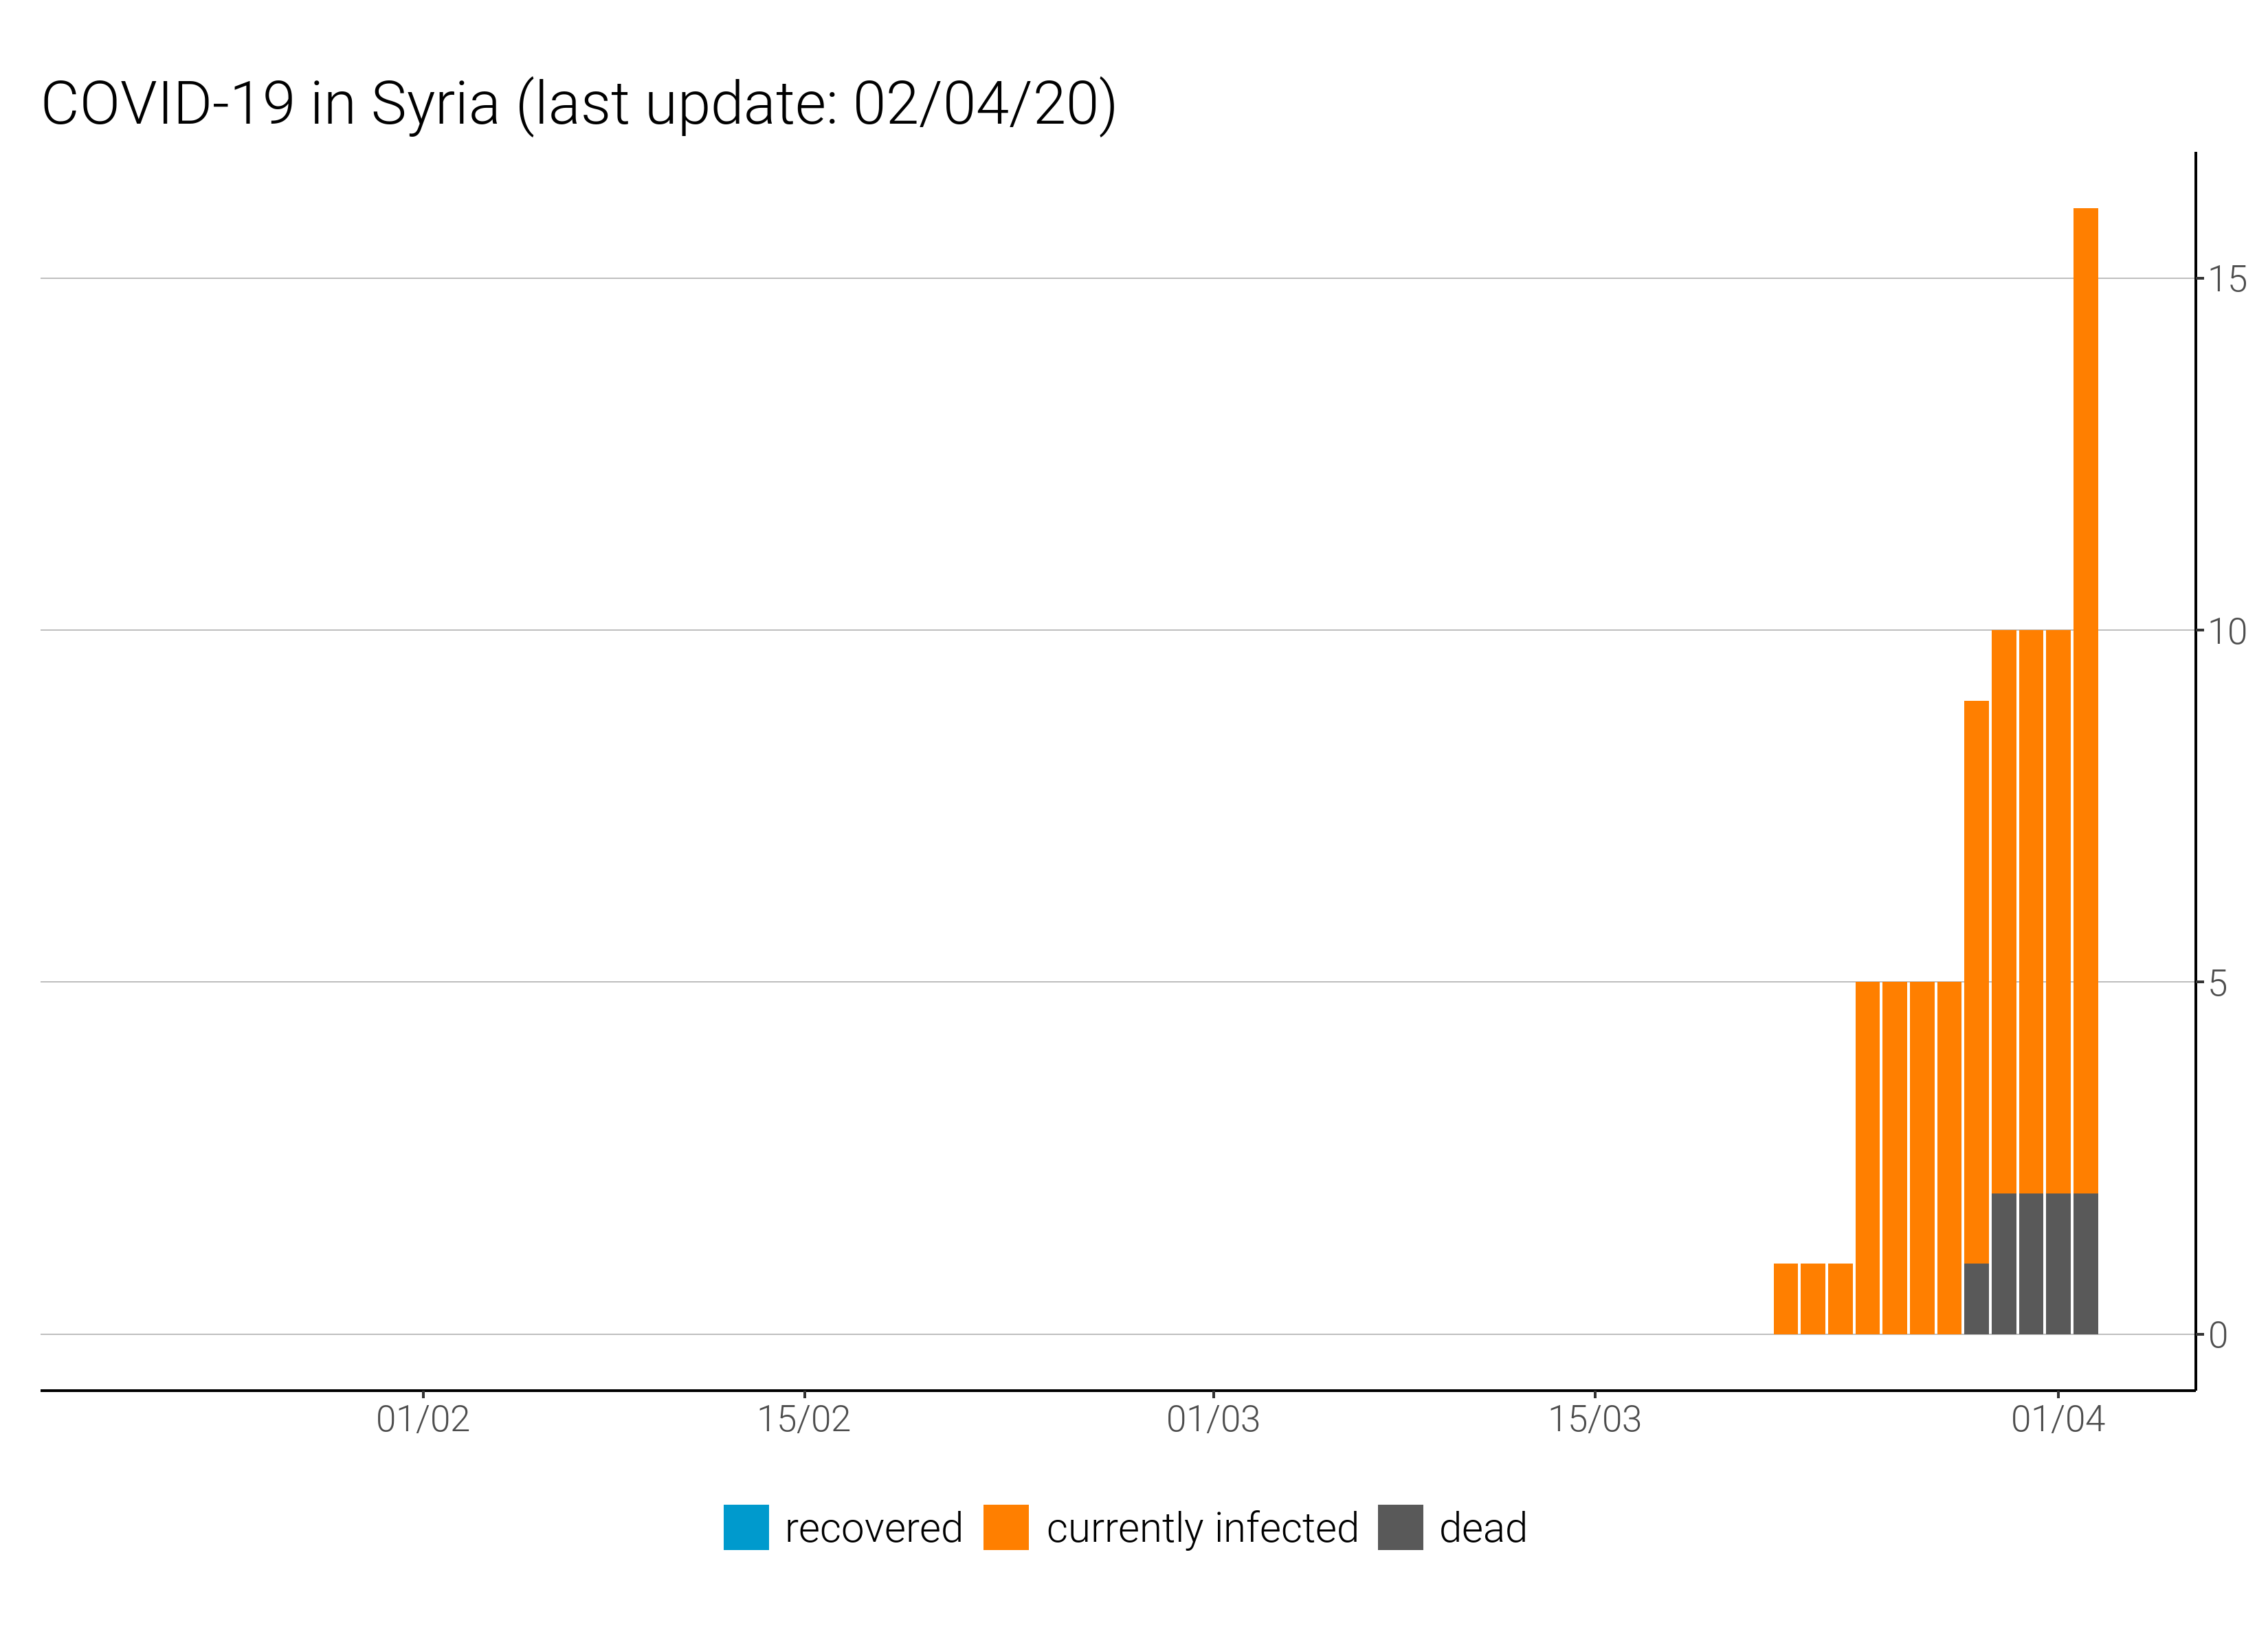 COVID-19 in Syria (last update: 02/04/20)
15
10
5
0
01/02 15/02 01/03 15/03 01/04
recovered currently infected dead